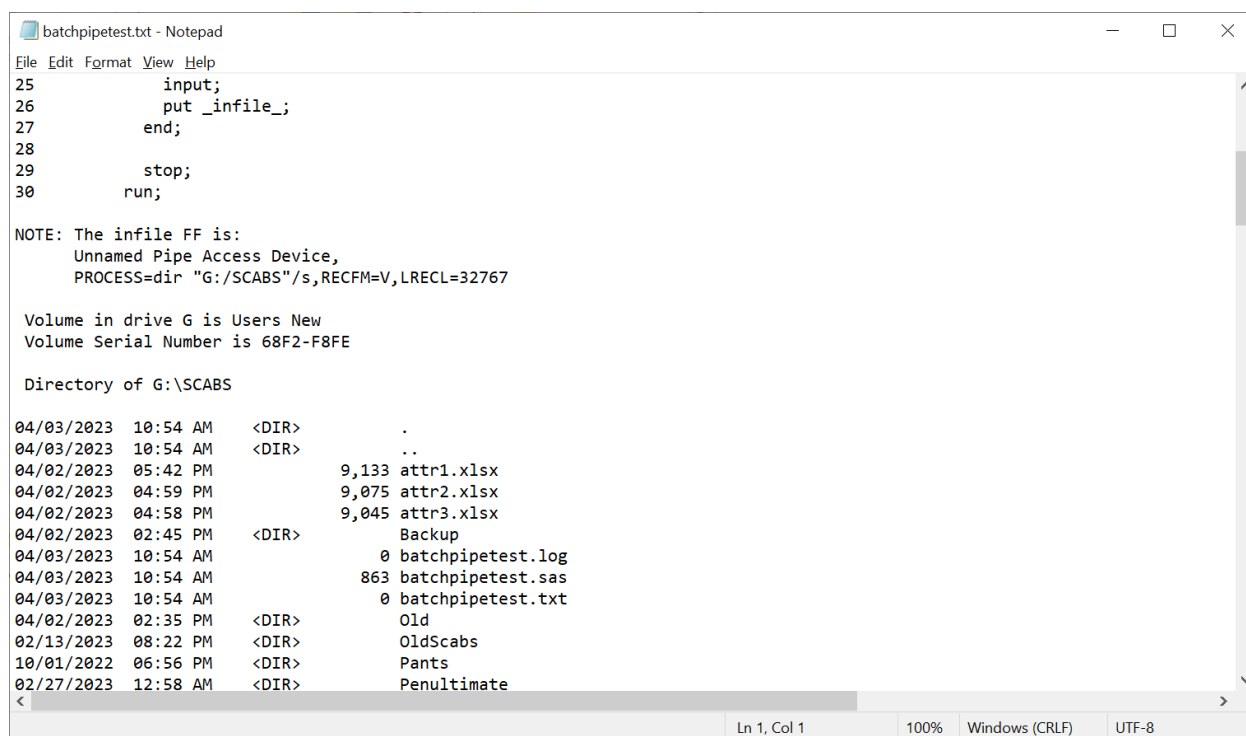 batchpipetest.txt - Notepad
File Edit Format View Help
25             input;
26             put _infile_;
27           end;
28
29           stop;
30         run;
NOTE: The infile FF is:
      Unnamed Pipe Access Device,
      PROCESS=dir "G:/SCABS"/s,RECFM=V,LRECL=32767
 Volume in drive G is Users New
 Volume Serial Number is 68F2-F8FE
 Directory of G:\SCABS
04/03/2023  10:54 AM    <DIR>          .
04/03/2023  10:54 AM    <DIR>          ..
04/02/2023  05:42 PM             9,133 attr1.xlsx
04/02/2023  04:59 PM             9,075 attr2.xlsx
04/02/2023  04:58 PM             9,045 attr3.xlsx
04/02/2023  02:45 PM    <DIR>          Backup
04/03/2023  10:54 AM                 0 batchpipetest.log
04/03/2023  10:54 AM               863 batchpipetest.sas
04/03/2023  10:54 AM                 0 batchpipetest.txt
04/02/2023  02:35 PM    <DIR>          Old
02/13/2023  08:22 PM    <DIR>          OldScabs
10/01/2022  06:56 PM    <DIR>          Pants
02/27/2023  12:58 AM    <DIR>          Penultimate
Ln 1, Col 1 100% Windows (CRLF) UTF-8